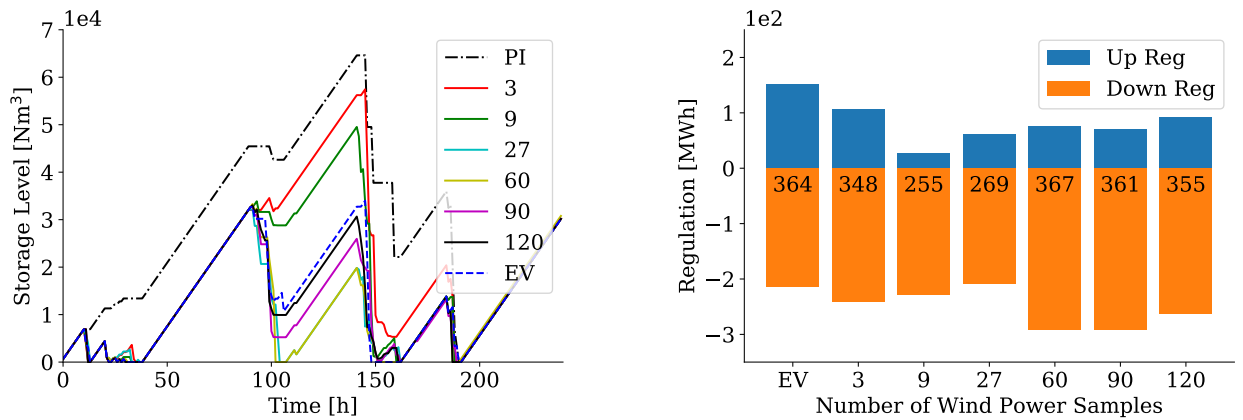 1e4
7
6
5
4
3
2
1
0
0
50
100
150
200
Storage Level [Nm³]
Time [h]
PI
3
9
27
60
90
120
EV
1e2
2
1
0
−1
−2
−3
Regulation [MWh]
Up Reg
Down Reg
364 348 255 269 367 361 355
EV 3 9 27 60 90 120
Number of Wind Power Samples